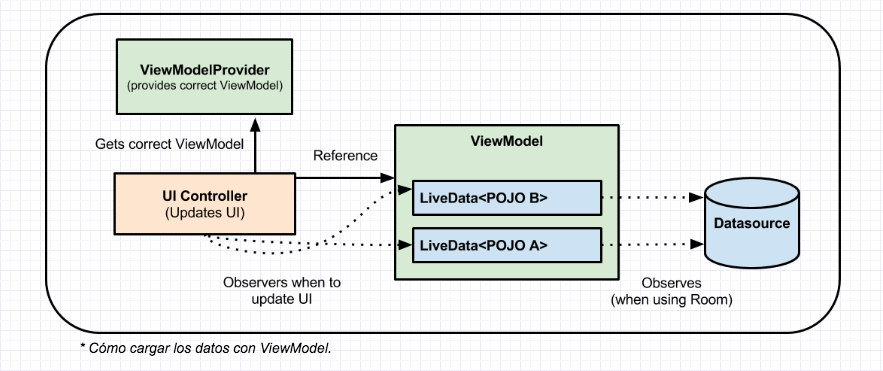 ViewModelProvider
(provides correct ViewModel)
Gets correct ViewModel
Reference
ViewModel
UI Controller
(Updates UI)
LiveData<POJO B>
LiveData<POJO A>
Datasource
Observers when to
update UI
Observes
(when using Room)
* Cómo cargar los datos con ViewModel.